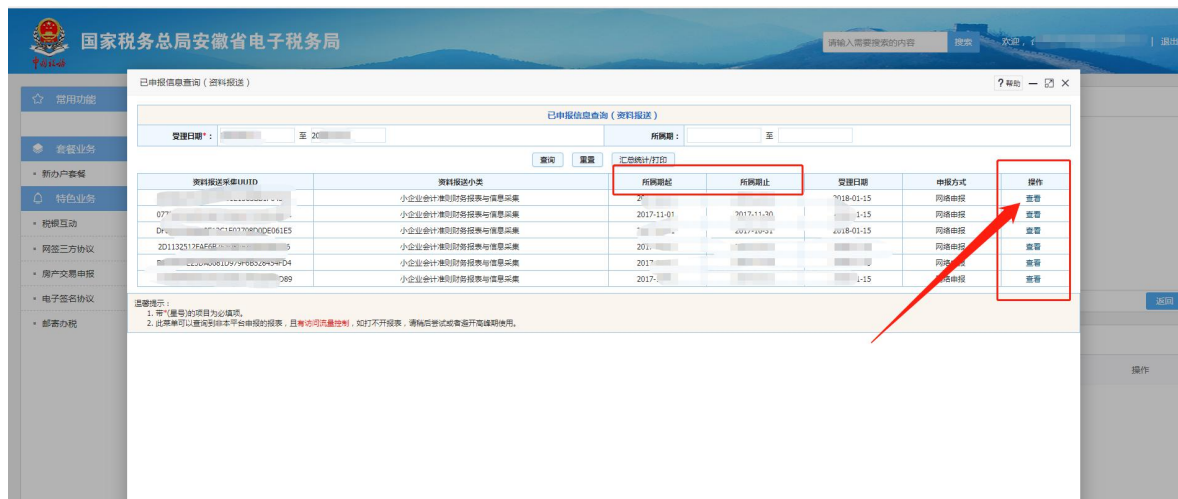 国家税务总局安徽省电子税务局
请输入需要搜索的内容 搜索 欢迎, | 退出
中国税务
已申报信息查询(资料报送)
?帮助
常用功能
套餐业务
新办户套餐
特色业务
税银互动
网签三方协议
房产交易申报
电子签名协议
邮寄办税
已申报信息查询(资料报送)
受理日期*: 至 20 所属期: 至
查询 重置 汇总统计/打印
资料报送采集UUID 资料报送小类 所属期起 所属期止 受理日期 申报方式 操作
小企业会计准则财务报表与信息采集 2018-01-15 网络申报 查看
小企业会计准则财务报表与信息采集 2017-11-01 2017-11-30 1-15 网络申报 查看
小企业会计准则财务报表与信息采集 2017-10-31 2018-01-15 网络申报 查看
小企业会计准则财务报表与信息采集 网络申报 查看
小企业会计准则财务报表与信息采集 2017 查看
D89 小企业会计准则财务报表与信息采集 2017- 1-15 网络申报 查看
温馨提示:
1. 带*(星号)的项目为必填项。
2. 此菜单可以查询到非本平台申报的报表,且有访问流量控制,如打不开报表,请稍后尝试或者避开高峰期使用。
返回
操作